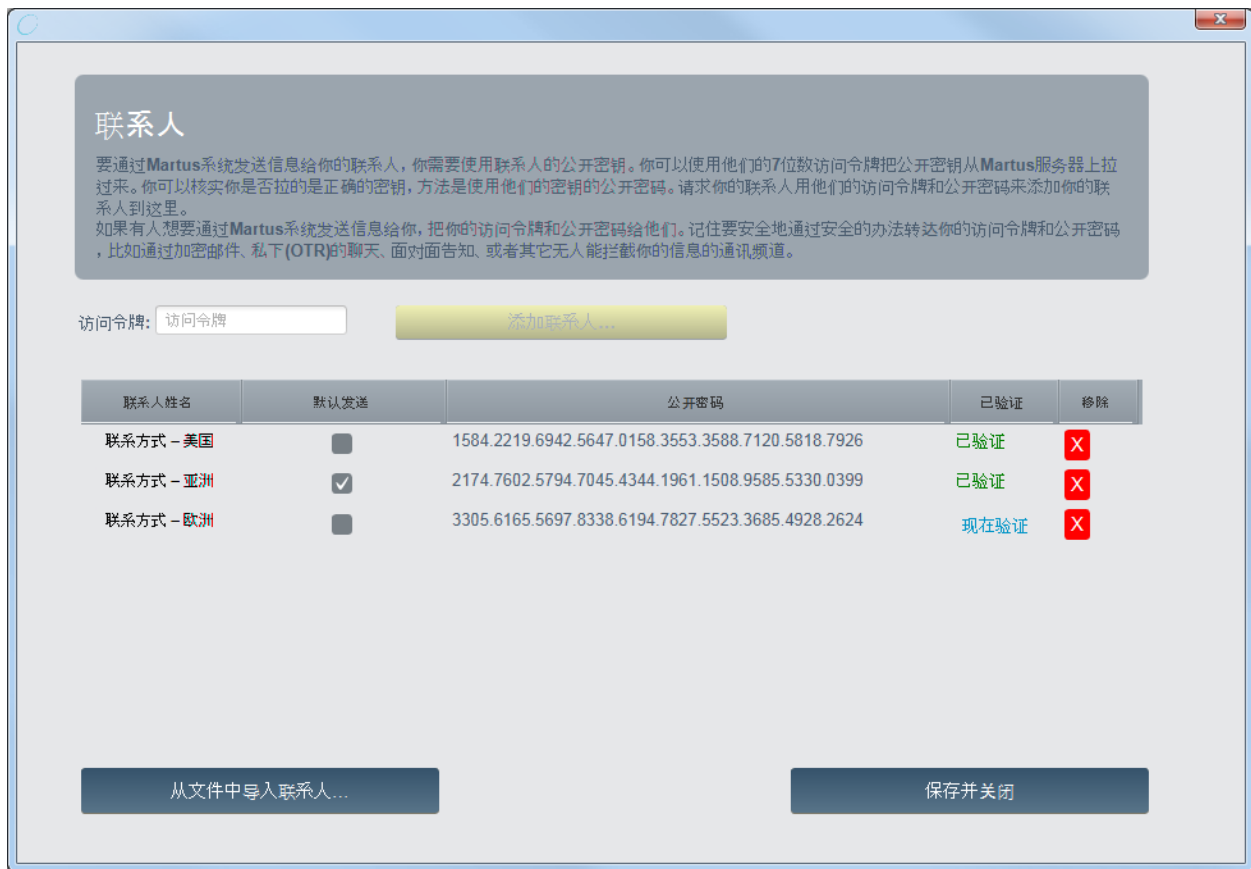 联系人
要通过Martus系统发送信息给你的联系人，你需要使用联系人的公开密钥。你可以使用他们的7位数访问令牌把公开密钥从Martus服务器上拉
过来。你可以核实你是否拉的是正确的密钥，方法是使用他们的密钥的公开密码。请求你的联系人用他们的访问令牌和公开密码来添加你的联
系人到这里。
如果有人想要通过Martus系统发送信息给你，把你的访问令牌和公开密码给他们。记住要安全地通过安全的办法转达你的访问令牌和公开密码
，比如通过加密邮件、私下(OTR)的聊天、面对面告知、或者其它无人能拦截你的信息的通讯频道。
访问令牌: 访问令牌 添加联系人...
联系人姓名 默认发送 公开密码 已验证 移除
联系方式 – 美国 1584.2219.6942.5647.0158.3553.3588.7120.5818.7926 已验证 X
联系方式 – 亚洲 2174.7602.5794.7045.4344.1961.1508.9585.5330.0399 已验证 X
联系方式 – 欧洲 3305.6165.5697.8338.6194.7827.5523.3685.4928.2624 现在验证 X
从文件中导入联系人... 保存并关闭